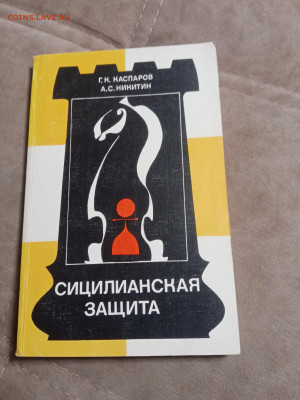 coins.lave.ru
Г. К. КАСПАРОВ
А. С. НИКИТИН
СИЦИЛИАНСКАЯ
ЗАЩИТА